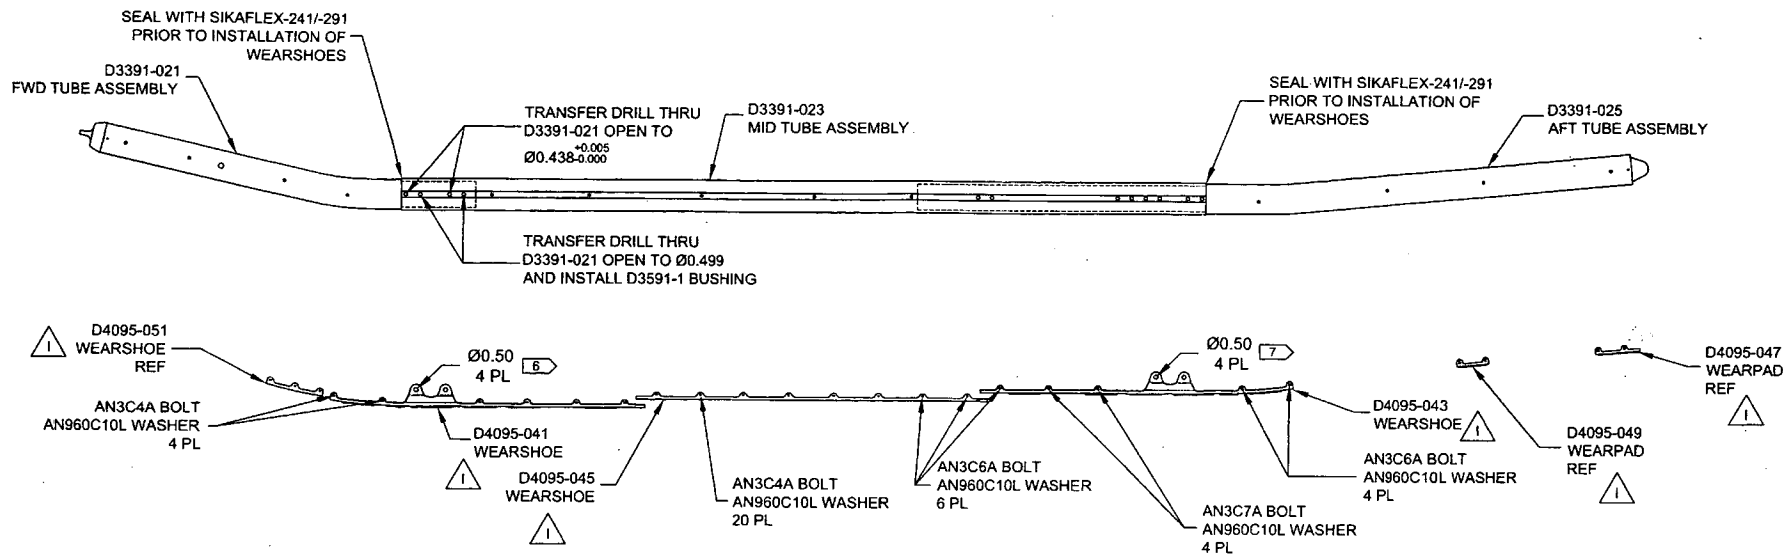 SEAL WITH SIKAFLEX-241/-291
PRIOR TO INSTALLATION OF
WEARSHOES
D3391-021
FWD TUBE ASSEMBLY
TRANSFER DRILL THRU
D3391-021 OPEN TO
Ø0.438 +0.005 -0.000
D3391-023
MID TUBE ASSEMBLY
SEAL WITH SIKAFLEX-241/-291
PRIOR TO INSTALLATION OF
WEARSHOES
D3391-025
AFT TUBE ASSEMBLY
TRANSFER DRILL THRU
D3391-021 OPEN TO Ø0.499
AND INSTALL D3591-1 BUSHING
1
D4095-051
WEARSHOE
REF
Ø0.50
4 PL
6
AN3C4A BOLT
AN960C10L WASHER
4 PL
D4095-041
WEARSHOE
1
D4095-045
WEARSHOE
1
AN3C4A BOLT
AN960C10L WASHER
20 PL
AN3C6A BOLT
AN960C10L WASHER
6 PL
Ø0.50
4 PL
7
AN3C7A BOLT
AN960C10L WASHER
4 PL
D4095-043
WEARSHOE
1
AN3C6A BOLT
AN960C10L WASHER
4 PL
D4095-049
WEARPAD
REF
1
D4095-047
WEARPAD
REF
1